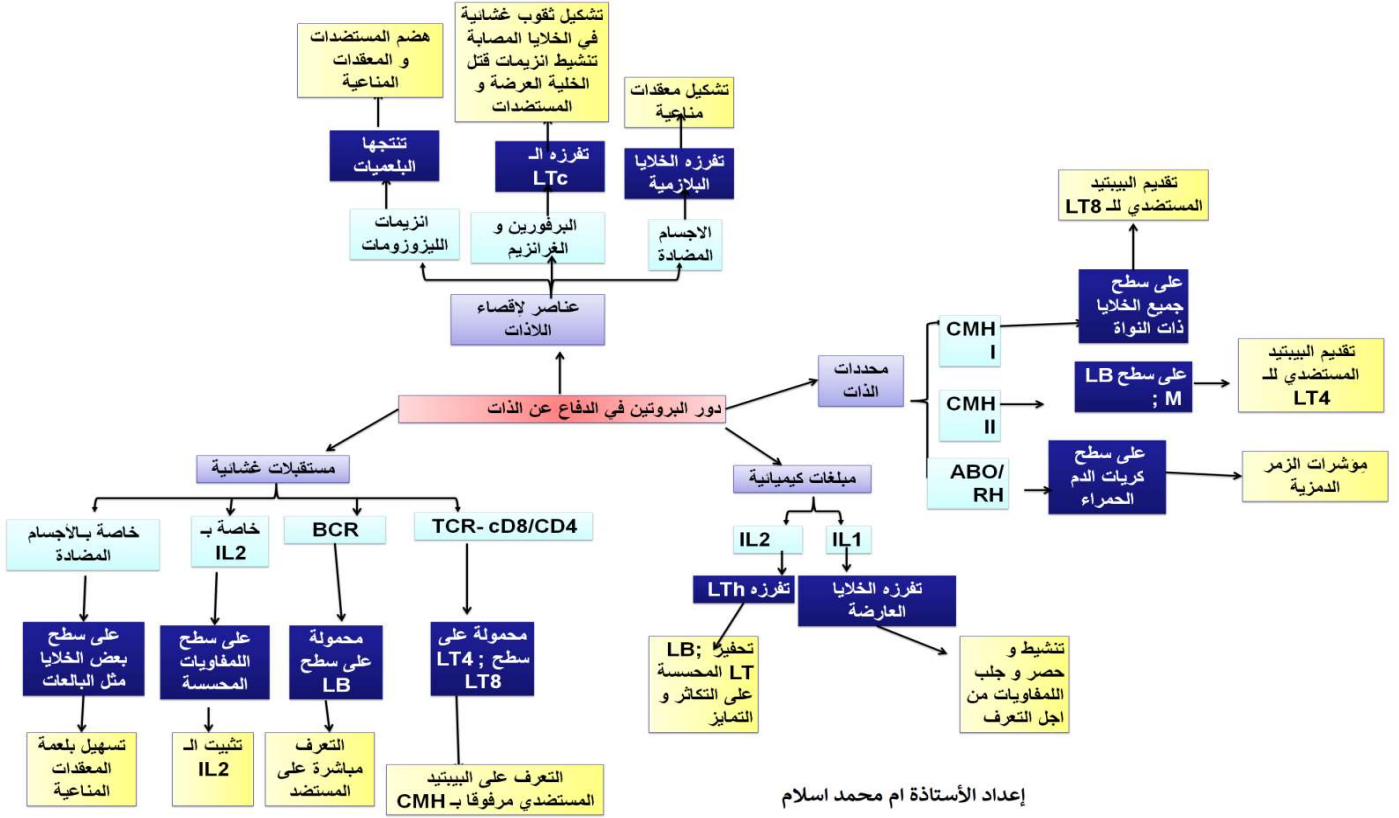 تشكيل ثقوب غشائية
في الخلايا المصابة
تنشيط انزيمات قتل
الخلية العرضة و
المستضدات
هضم المستضدات
و المعقدات
المناعية
تشكيل معقدات
مناعية
تنتجها
البلعميات
تفرزه الـ
LTc
تفرزه الخلايا
البلازمية
انزيمات
الليزوزومات
البرفورين و
الغرانزيم
الاجسام
المضادة
عناصر لإقصاء
اللاذات
تقديم الببتيد
المستضدي للـ LT8
على سطح
جميع الخلايا
ذات النواة
CMH
I
محددات
الذات
تقديم الببتيد
المستضدي للـ
LT4
على سطح LB
; M
CMH
II
دور البروتين في الدفاع عن الذات
على سطح
كريات الدم
الحمراء
ABO/
RH
مؤشرات الزمر
الدمزية
مستقبلات غشائية
مبلغات كيميائية
TCR- cD8/CD4
BCR
خاصة بـ
IL2
خاصة بـالأجسام
المضادة
IL1
IL2
تفرزه الخلايا
العارضة
تفرزه LTh
محمولة على
سطح ; LT4
LT8
محمولة
على سطح
LB
على سطح
اللمفاويات
المحسسة
على سطح
بعض الخلايا
مثل البالعات
تنشيط و
حصر و جلب
اللمفاويات من
اجل التعرف
تحفيز ;LB
LT المحسسة
على التكاثر و
التمايز
التعرف على الببتيد
المستضدي مرفوقا بـ CMH
التعرف
مباشرة على
المستضد
تثبيت الـ
IL2
تسهيل بلعمة
المعقدات
المناعية
إعداد الأستاذة ام محمد اسلام